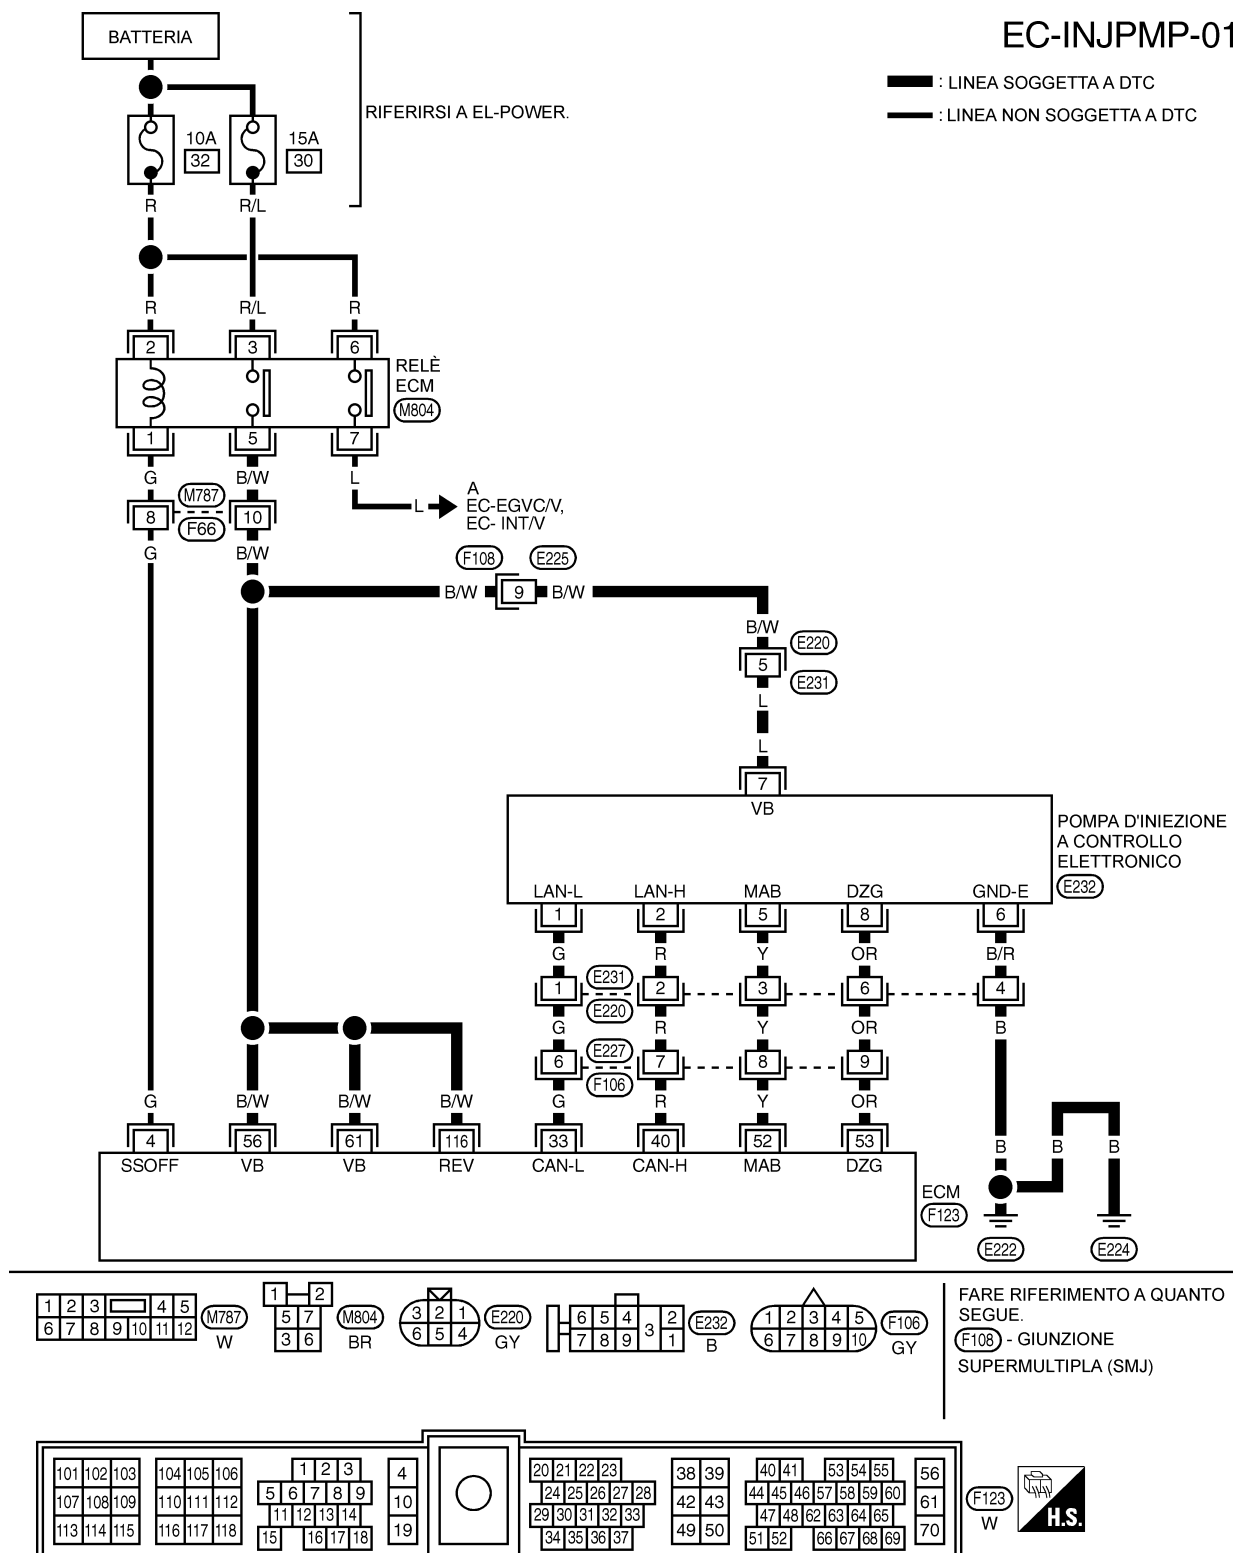 EC-INJPMP-01
BATTERIA
: LINEA SOGGETTA A DTC
: LINEA NON SOGGETTA A DTC
RIFERIRSI A EL-POWER.
10A 15A
32 30
R R/L
R R/L R
2 3 6
RELÈ
ECM
M804
1 5 7
G B/W L
M787
8 10
F66
L
A
EC-EGVC/V,
EC- INT/V
G B/W
F108 E225
B/W 9 B/W
B/W
E220
5
E231
L
L
7
VB
POMPA D'INIEZIONE
A CONTROLLO
ELETTRONICO
E232
LAN-L LAN-H MAB DZG GND-E
1 2 5 8 6
G R Y OR B/R
E231
1 2 3 6 4
E220
G R Y OR B
E227
6 7 8 9
F106
G B/W B/W B/W G R Y OR
4 56 61 116 33 40 52 53
B B B
SSOFF VB VB REV CAN-L CAN-H MAB DZG
ECM
F123
E222 E224
1 2 3 4 5
6 7 8 9 10 11 12
M787
W
1 2
5 7
3 6
M804
BR
3 2 1
6 5 4
E220
GY
6 5 4 3 2
7 8 9 1
E232
B
1 2 3 4 5
6 7 8 9 10
F106
GY
FARE RIFERIMENTO A QUANTO
SEGUE.
F108 - GIUNZIONE
SUPERMULTIPLA (SMJ)
101 102 103 104 105 106 1 2 3 4 20 21 22 23 38 39 40 41 53 54 55 56
107 108 109 110 111 112 5 6 7 8 9 10 24 25 26 27 28 42 43 44 45 46 57 58 59 60 61
11 12 13 14 29 30 31 32 33 47 48 62 63 64 65
113 114 115 116 117 118 15 16 17 18 19 34 35 36 37 49 50 51 52 66 67 68 69 70
F123
W
H.S.